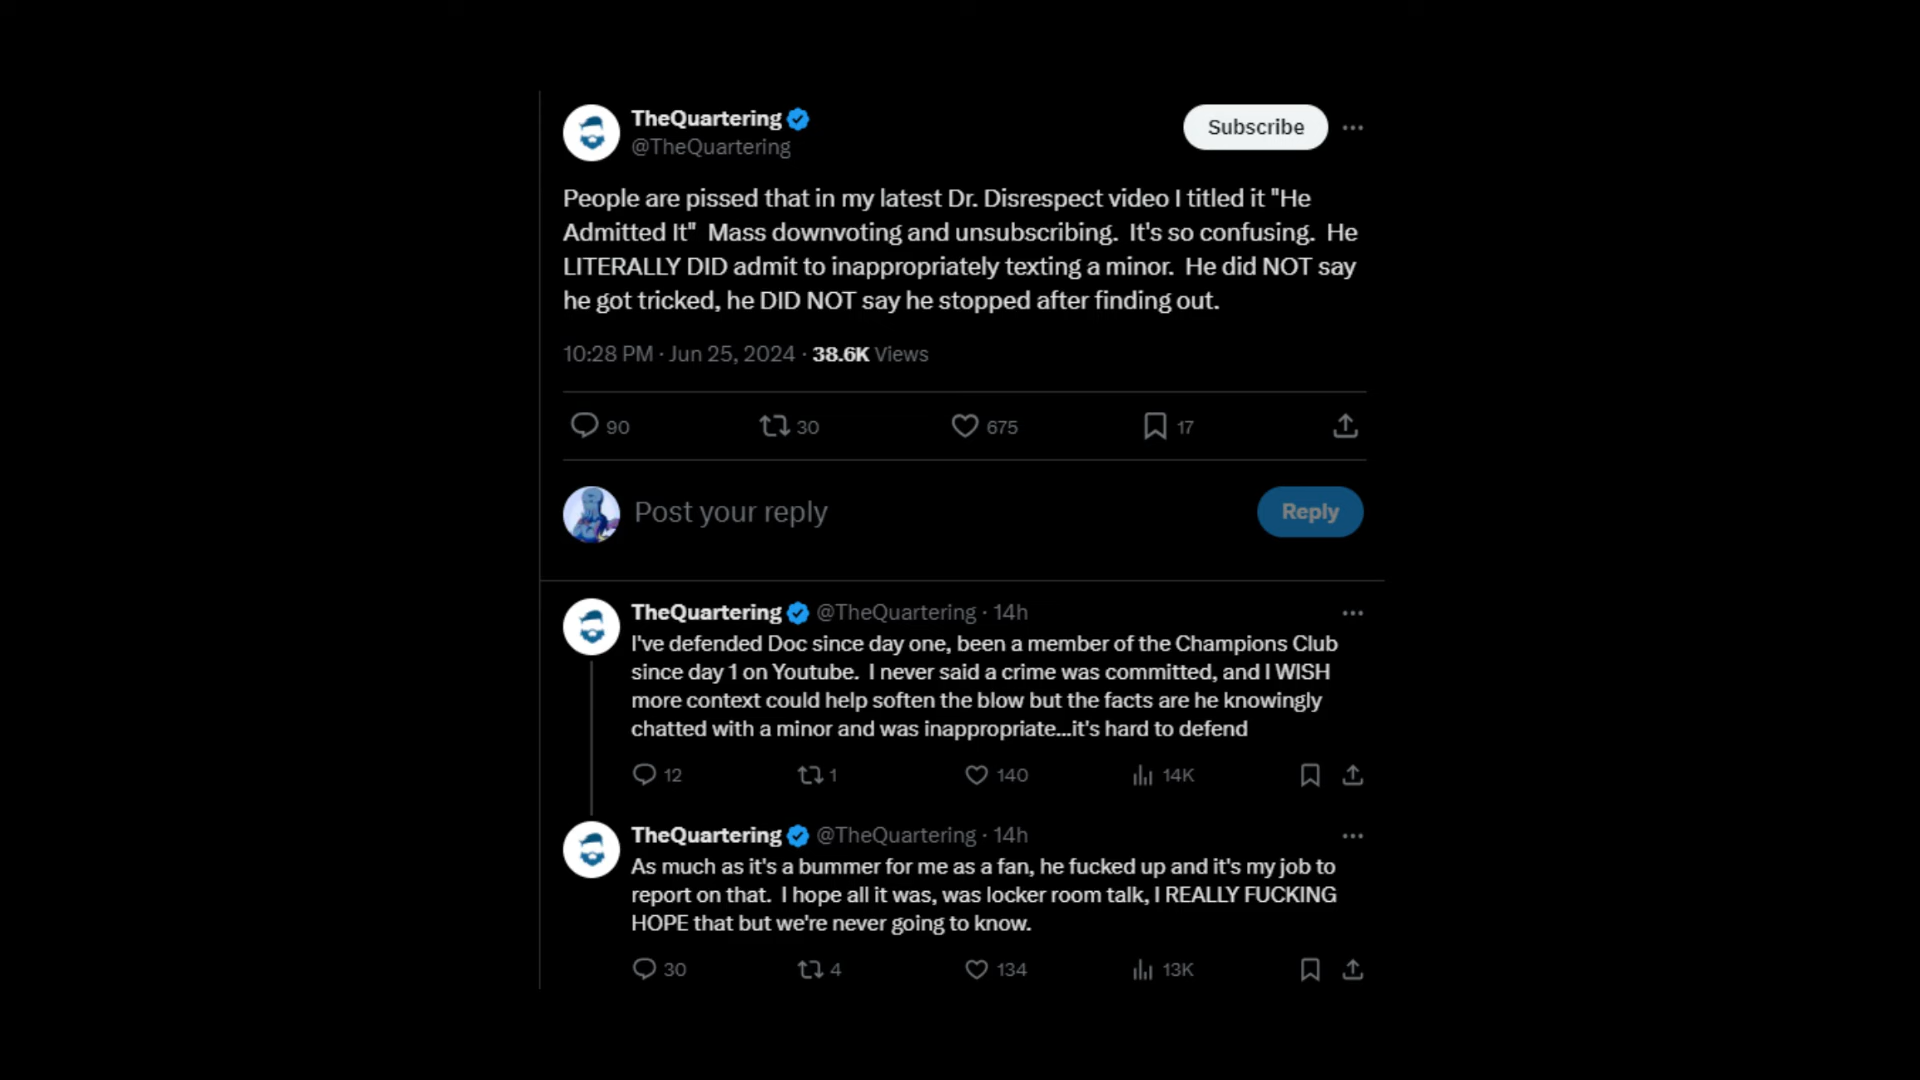 TheQuartering
@TheQuartering
Subscribe
People are pissed that in my latest Dr. Disrespect video I titled it "He
Admitted It"  Mass downvoting and unsubscribing.  It's so confusing.  He
LITERALLY DID admit to inappropriately texting a minor.  He did NOT say
he got tricked, he DID NOT say he stopped after finding out.
10:28 PM · Jun 25, 2024 · 38.6K Views
90 30 675 17
Post your reply
Reply
TheQuartering @TheQuartering · 14h
I've defended Doc since day one, been a member of the Champions Club
since day 1 on Youtube.  I never said a crime was committed, and I WISH
more context could help soften the blow but the facts are he knowingly
chatted with a minor and was inappropriate...it's hard to defend
12 1 140 14K
TheQuartering @TheQuartering · 14h
As much as it's a bummer for me as a fan, he fucked up and it's my job to
report on that.  I hope all it was, was locker room talk, I REALLY FUCKING
HOPE that but we're never going to know.
30 4 134 13K